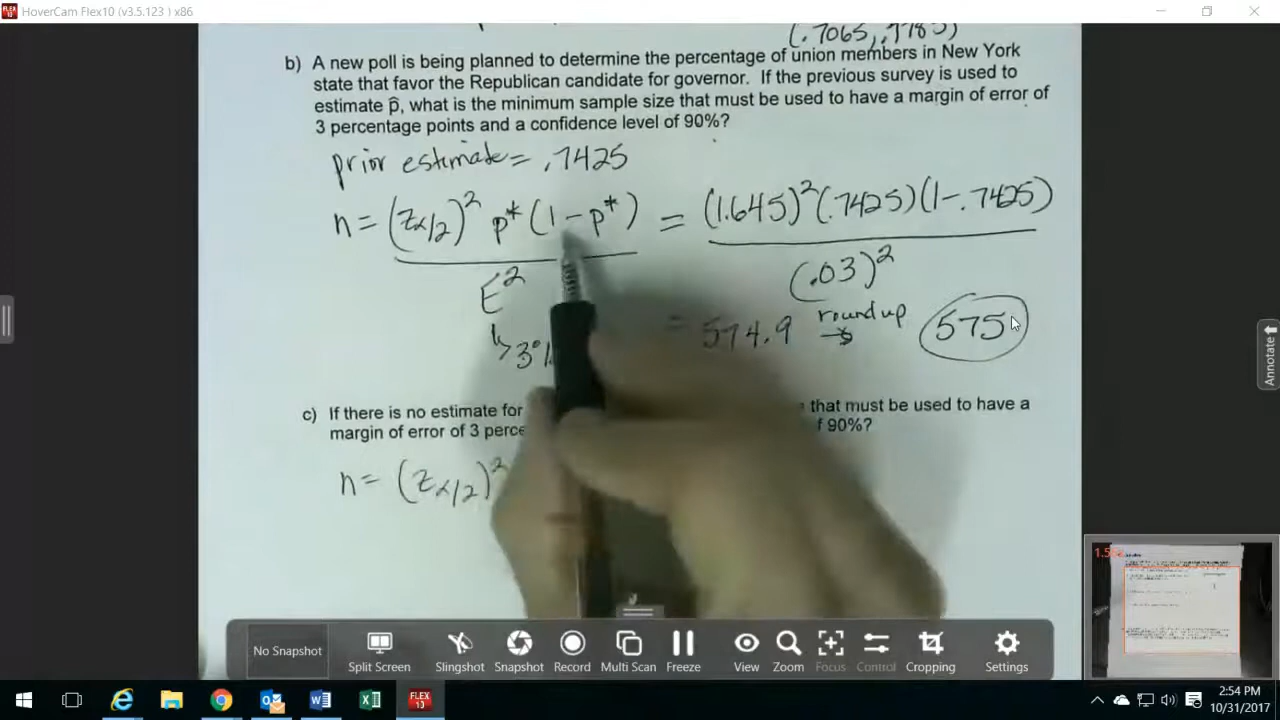 HoverCam Flex10 (v3.5.123 ) x86
(.7065, .7785)
b) A new poll is being planned to determine the percentage of union members in New York
state that favor the Republican candidate for governor. If the previous survey is used to
estimate p̂, what is the minimum sample size that must be used to have a margin of error of
3 percentage points and a confidence level of 90%?
prior estimate = .7425
n = (zα/2)² p*(1 - p*) = (1.645)²(.7425)(1-.7425)
E² (.03)²
↳ 3% = 574.9 round up → 575
c) If there is no estimate for that must be used to have a
margin of error of 3 of 90%?
n = (zα/2)²
Annotate
No Snapshot
Split Screen Slingshot Snapshot Record Multi Scan Freeze View Zoom Focus Control Cropping Settings
FLEX
10
2:54 PM
10/31/2017